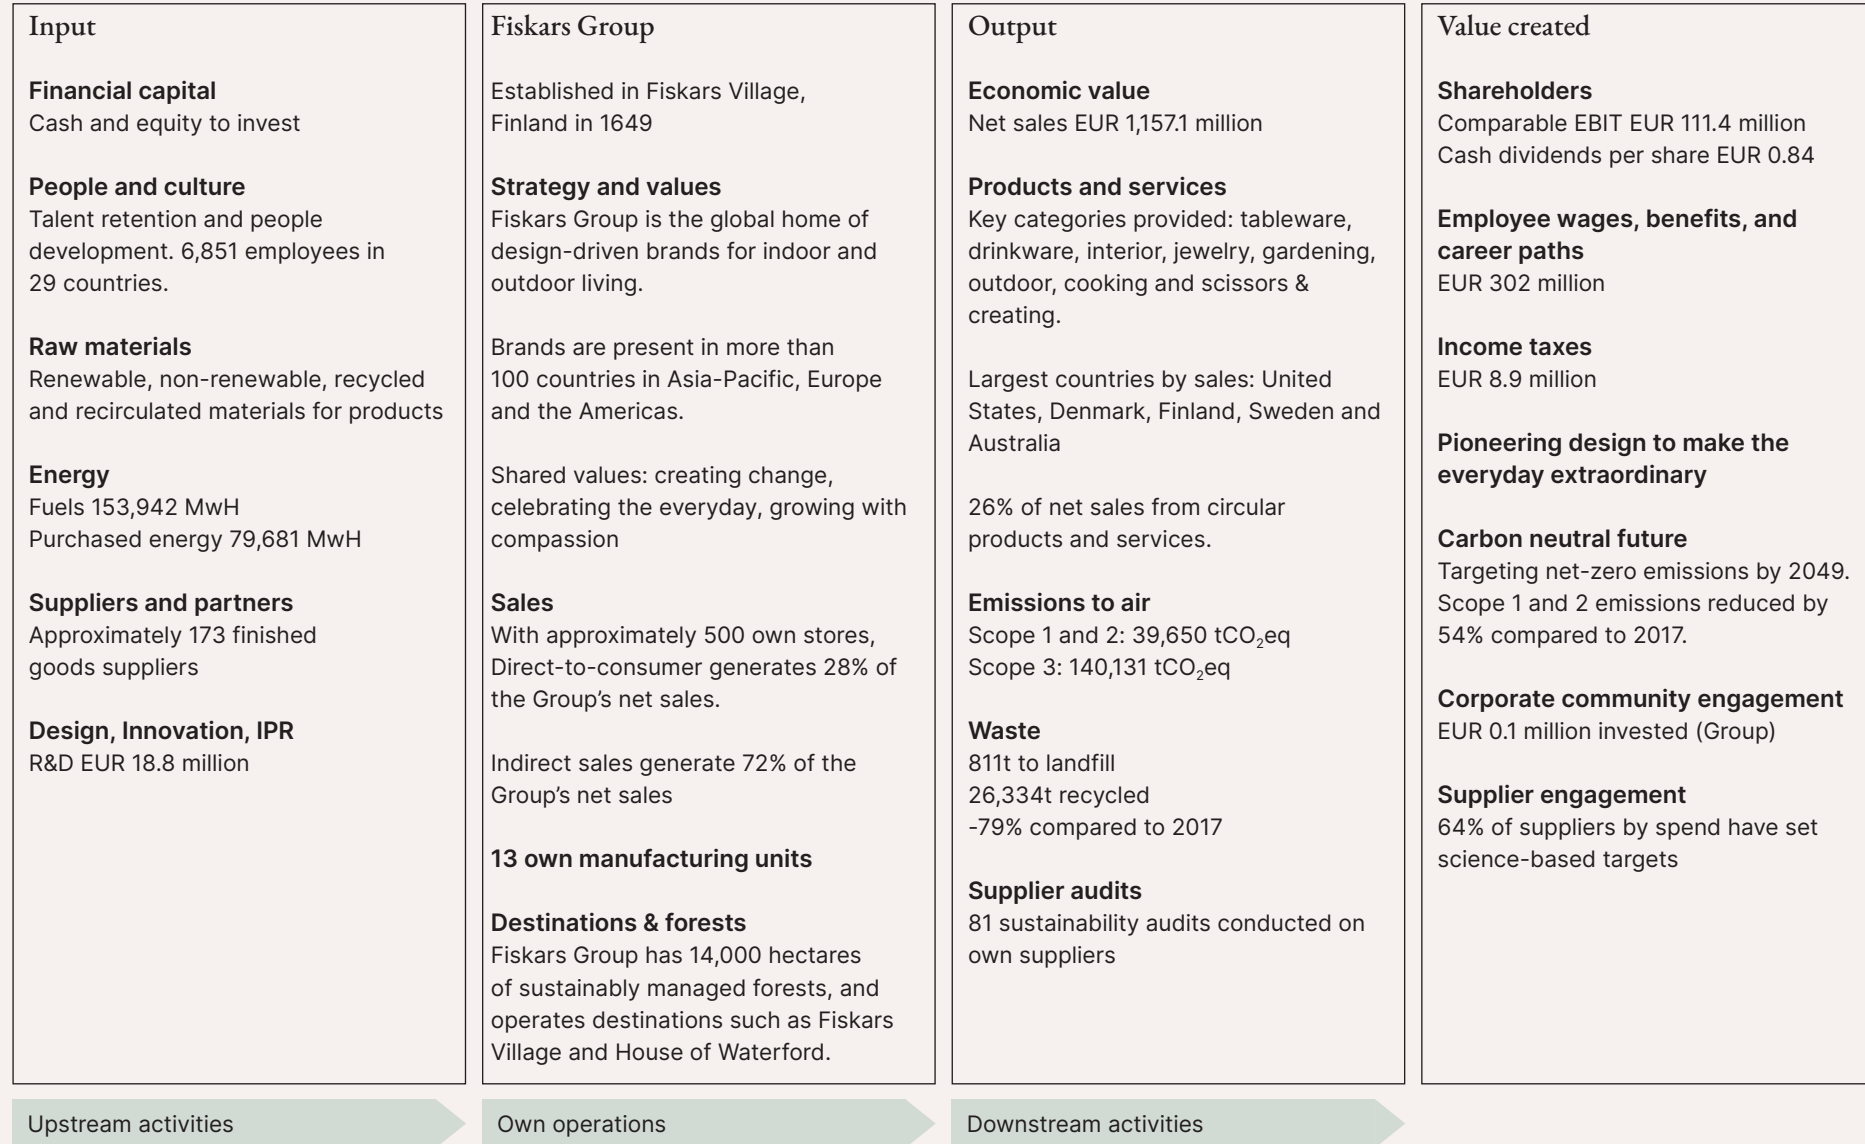 Input
Financial capital
Cash and equity to invest
People and culture
Talent retention and people
development. 6,851 employees in
29 countries.
Raw materials
Renewable, non-renewable, recycled
and recirculated materials for products
Energy
Fuels 153,942 MwH
Purchased energy 79,681 MwH
Suppliers and partners
Approximately 173 finished
goods suppliers
Design, Innovation, IPR
R&D EUR 18.8 million
Upstream activities
Fiskars Group
Established in Fiskars Village,
Finland in 1649
Strategy and values
Fiskars Group is the global home of
design-driven brands for indoor and
outdoor living.
Brands are present in more than
100 countries in Asia-Pacific, Europe
and the Americas.
Shared values: creating change,
celebrating the everyday, growing with
compassion
Sales
With approximately 500 own stores,
Direct-to-consumer generates 28% of
the Group’s net sales.
Indirect sales generate 72% of the
Group’s net sales
13 own manufacturing units
Destinations & forests
Fiskars Group has 14,000 hectares
of sustainably managed forests, and
operates destinations such as Fiskars
Village and House of Waterford.
Own operations
Output
Economic value
Net sales EUR 1,157.1 million
Products and services
Key categories provided: tableware,
drinkware, interior, jewelry, gardening,
outdoor, cooking and scissors &
creating.
Largest countries by sales: United
States, Denmark, Finland, Sweden and
Australia
26% of net sales from circular
products and services.
Emissions to air
Scope 1 and 2: 39,650 tCO₂eq
Scope 3: 140,131 tCO₂eq
Waste
811t to landfill
26,334t recycled
-79% compared to 2017
Supplier audits
81 sustainability audits conducted on
own suppliers
Downstream activities
Value created
Shareholders
Comparable EBIT EUR 111.4 million
Cash dividends per share EUR 0.84
Employee wages, benefits, and
career paths
EUR 302 million
Income taxes
EUR 8.9 million
Pioneering design to make the
everyday extraordinary
Carbon neutral future
Targeting net-zero emissions by 2049.
Scope 1 and 2 emissions reduced by
54% compared to 2017.
Corporate community engagement
EUR 0.1 million invested (Group)
Supplier engagement
64% of suppliers by spend have set
science-based targets